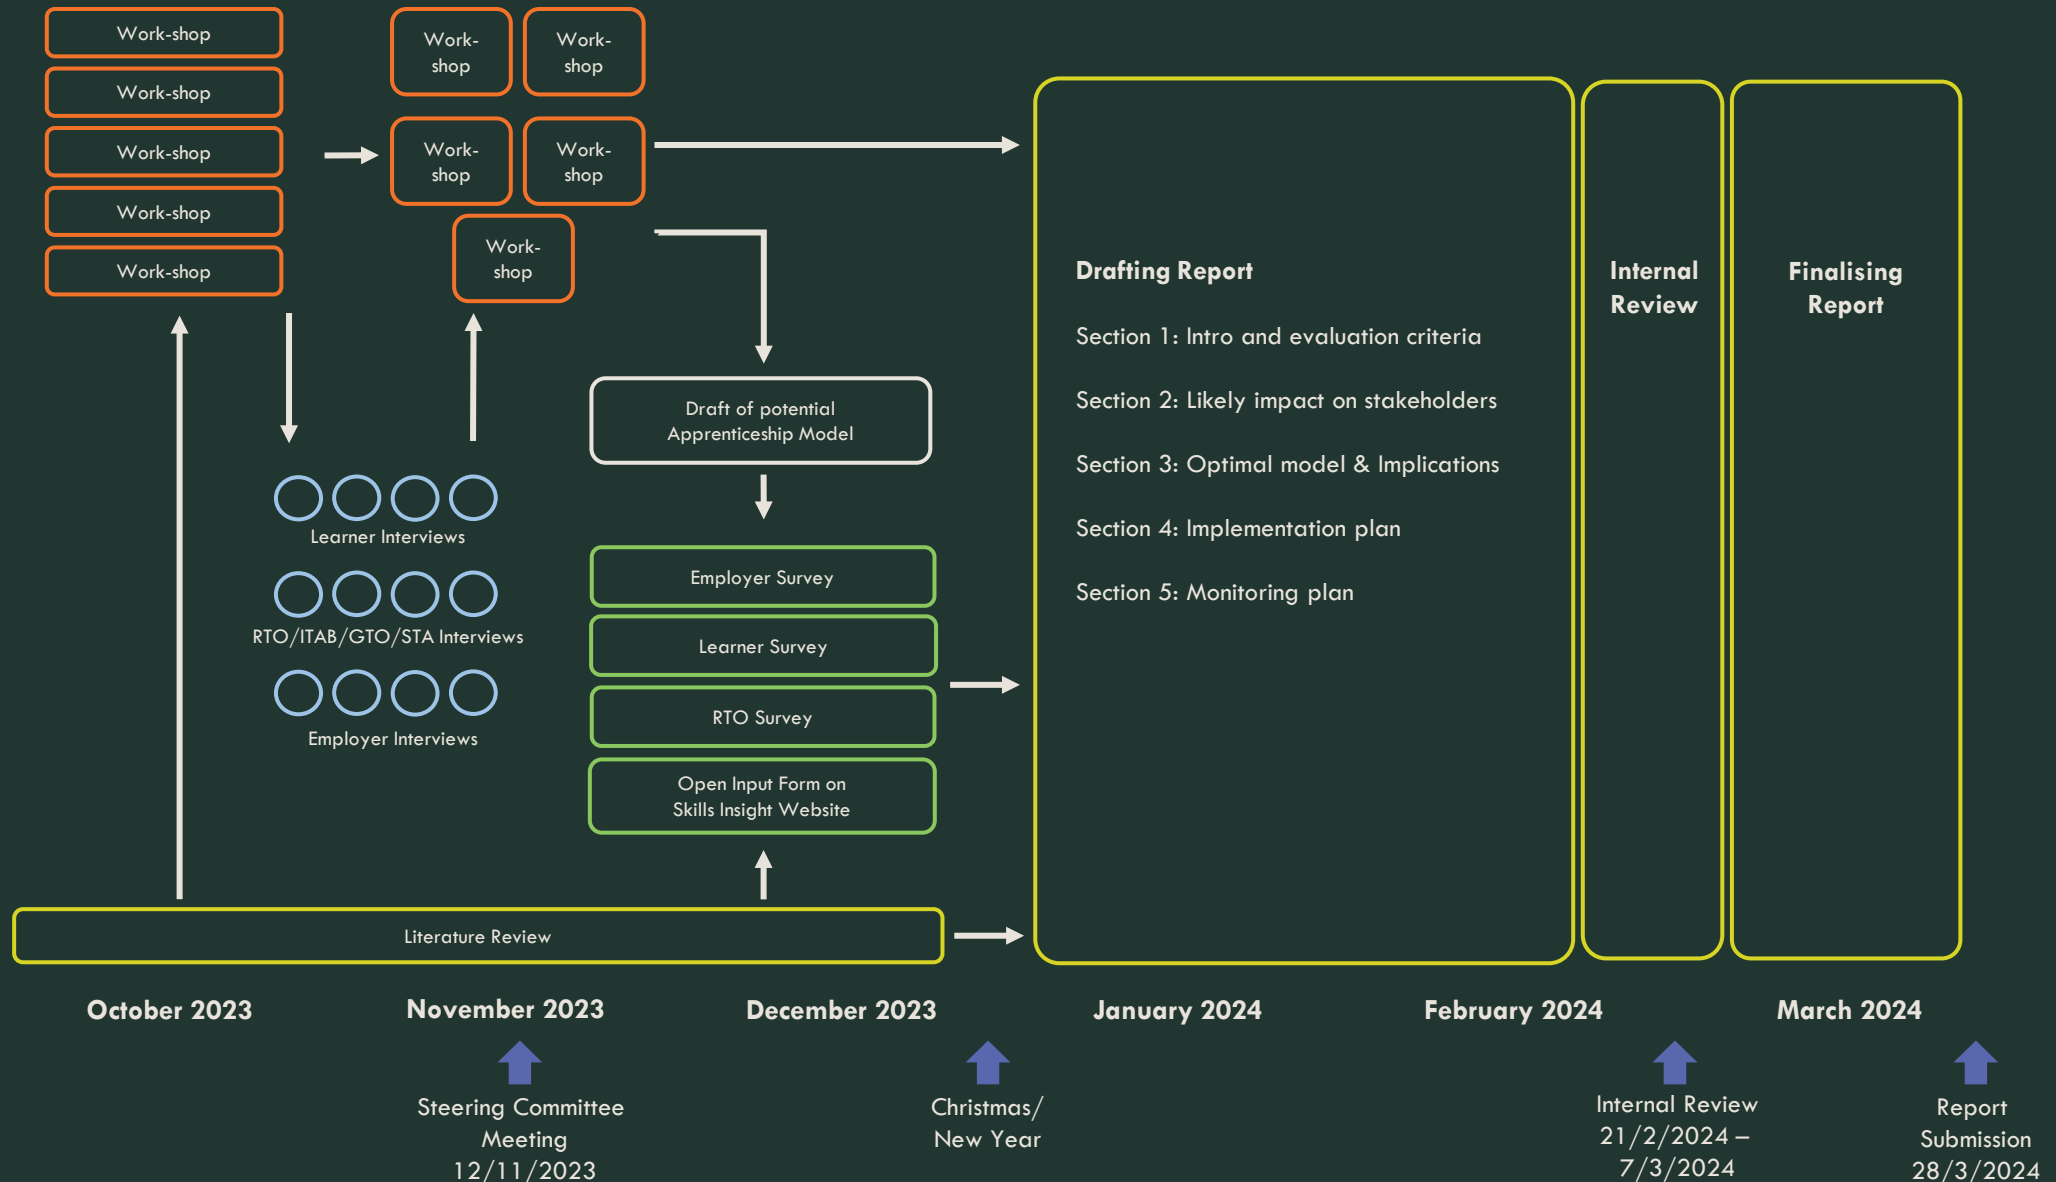 Work-shop
Work-shop
Work-shop
Work-shop
Work-shop
Work-
shop
Work-
shop
Work-
shop
Work-
shop
Work-
shop
Learner Interviews
RTO/ITAB/GTO/STA Interviews
Employer Interviews
Draft of potential
Apprenticeship Model
Employer Survey
Learner Survey
RTO Survey
Open Input Form on
Skills Insight Website
Literature Review
Drafting Report
Section 1: Intro and evaluation criteria
Section 2: Likely impact on stakeholders
Section 3: Optimal model & Implications
Section 4: Implementation plan
Section 5: Monitoring plan
Internal
Review
Finalising
Report
October 2023
November 2023
December 2023
January 2024
February 2024
March 2024
Steering Committee
Meeting
12/11/2023
Christmas/
New Year
Internal Review
21/2/2024 –
7/3/2024
Report
Submission
28/3/2024